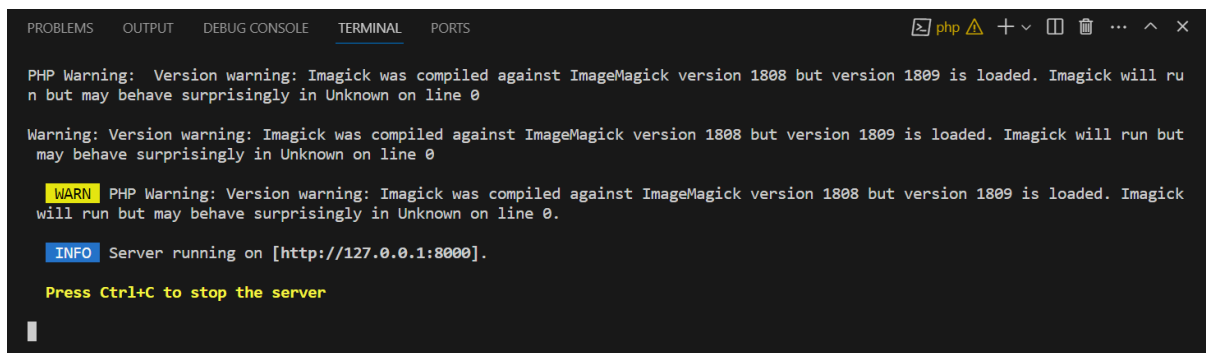 PROBLEMS OUTPUT DEBUG CONSOLE TERMINAL PORTS php
PHP Warning:  Version warning: Imagick was compiled against ImageMagick version 1808 but version 1809 is loaded. Imagick will ru
n but may behave surprisingly in Unknown on line 0
Warning: Version warning: Imagick was compiled against ImageMagick version 1808 but version 1809 is loaded. Imagick will run but
may behave surprisingly in Unknown on line 0
WARN PHP Warning: Version warning: Imagick was compiled against ImageMagick version 1808 but version 1809 is loaded. Imagick
will run but may behave surprisingly in Unknown on line 0.
INFO Server running on [http://127.0.0.1:8000].
Press Ctrl+C to stop the server